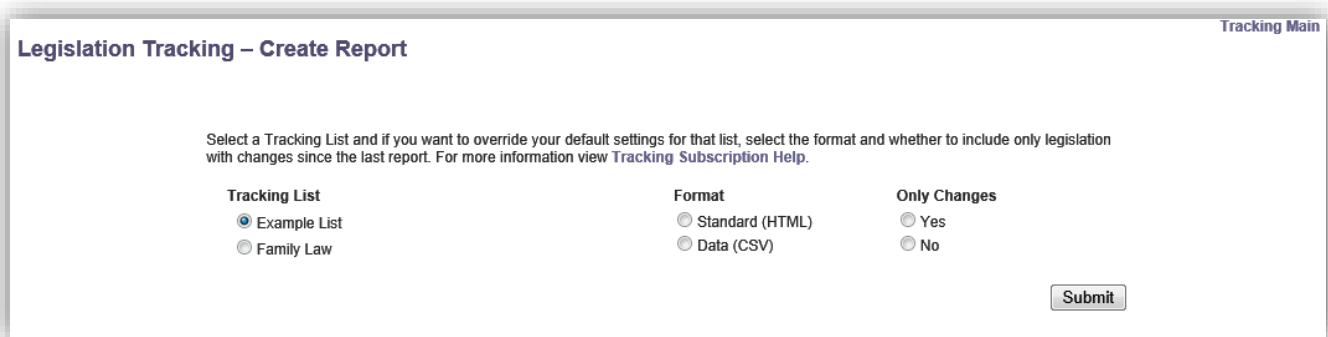 Tracking Main
Legislation Tracking – Create Report
Select a Tracking List and if you want to override your default settings for that list, select the format and whether to include only legislation
with changes since the last report. For more information view Tracking Subscription Help.
Tracking List Format Only Changes
Example List Standard (HTML) Yes
Family Law Data (CSV) No
Submit